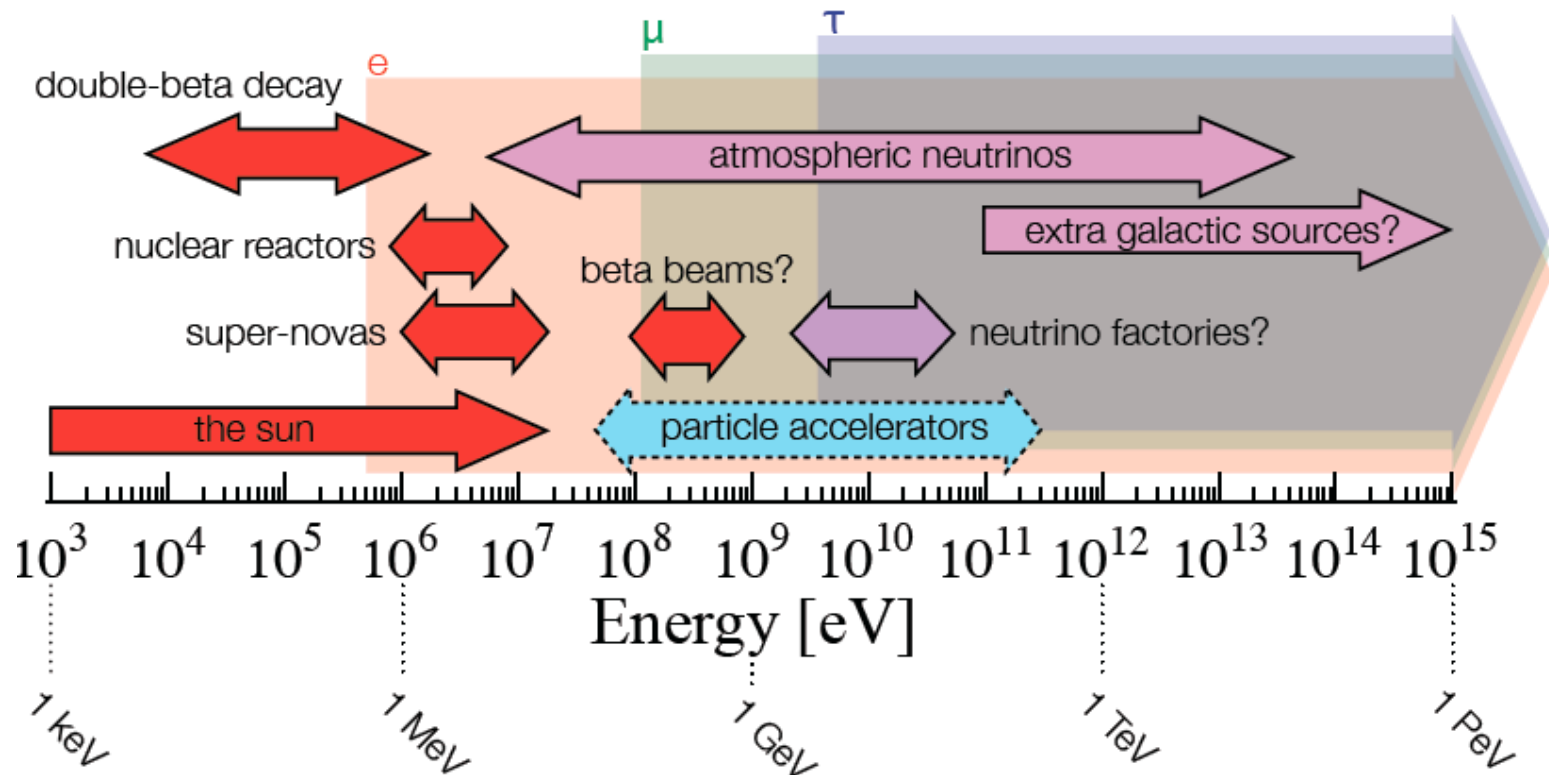 μ
τ
e
double-beta decay
atmospheric neutrinos
nuclear reactors
extra galactic sources?
beta beams?
super-novas
neutrino factories?
the sun
particle accelerators
10³ 10⁴ 10⁵ 10⁶ 10⁷ 10⁸ 10⁹ 10¹⁰ 10¹¹ 10¹² 10¹³ 10¹⁴ 10¹⁵
Energy [eV]
1 keV 1 MeV 1 GeV 1 TeV 1 PeV